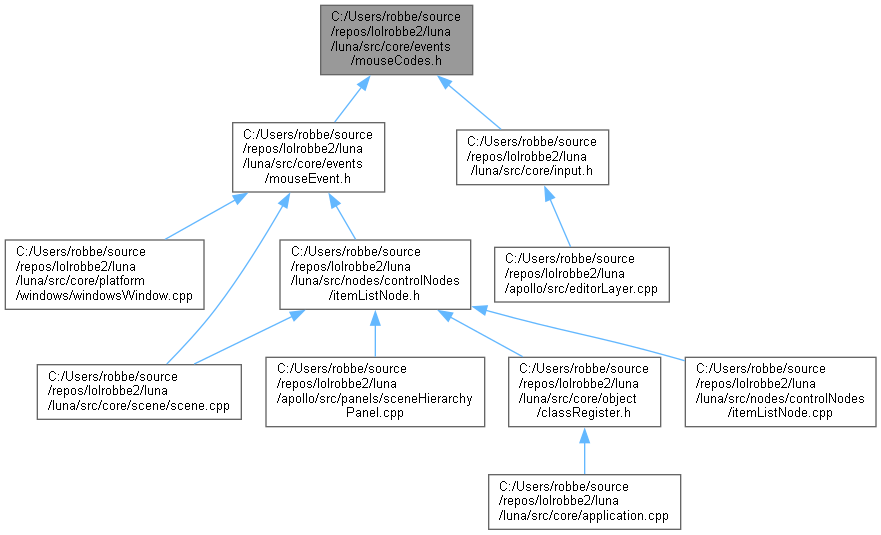 C:/Users/robbe/source
/repos/lolrobbe2/luna
/luna/src/core/events
/mouseCodes.h
C:/Users/robbe/source
/repos/lolrobbe2/luna
/luna/src/core/events
/mouseEvent.h
C:/Users/robbe/source
/repos/lolrobbe2/luna
/luna/src/core/input.h
C:/Users/robbe/source
/repos/lolrobbe2/luna
/luna/src/core/platform
/windows/windowsWindow.cpp
C:/Users/robbe/source
/repos/lolrobbe2/luna
/luna/src/nodes/controlNodes
/itemListNode.h
C:/Users/robbe/source
/repos/lolrobbe2/luna
/apollo/src/editorLayer.cpp
C:/Users/robbe/source
/repos/lolrobbe2/luna
/luna/src/core/scene/scene.cpp
C:/Users/robbe/source
/repos/lolrobbe2/luna
/apollo/src/panels/sceneHierarchy
Panel.cpp
C:/Users/robbe/source
/repos/lolrobbe2/luna
/luna/src/core/object
/classRegister.h
C:/Users/robbe/source
/repos/lolrobbe2/luna
/luna/src/nodes/controlNodes
/itemListNode.cpp
C:/Users/robbe/source
/repos/lolrobbe2/luna
/luna/src/core/application.cpp